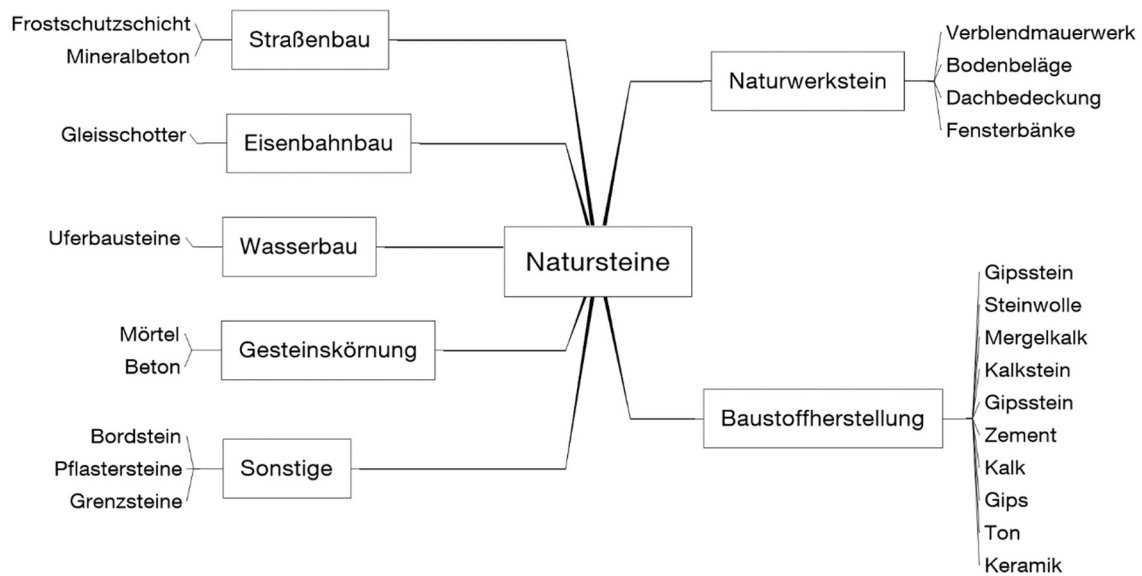 Natursteine
Straßenbau
Frostschutzschicht
Mineralbeton
Eisenbahnbau
Gleisschotter
Wasserbau
Uferbausteine
Gesteinskörnung
Mörtel
Beton
Sonstige
Bordstein
Pflastersteine
Grenzsteine
Naturwerkstein
Verblendmauerwerk
Bodenbeläge
Dachbedeckung
Fensterbänke
Baustoffherstellung
Gipsstein
Steinwolle
Mergelkalk
Kalkstein
Gipsstein
Zement
Kalk
Gips
Ton
Keramik